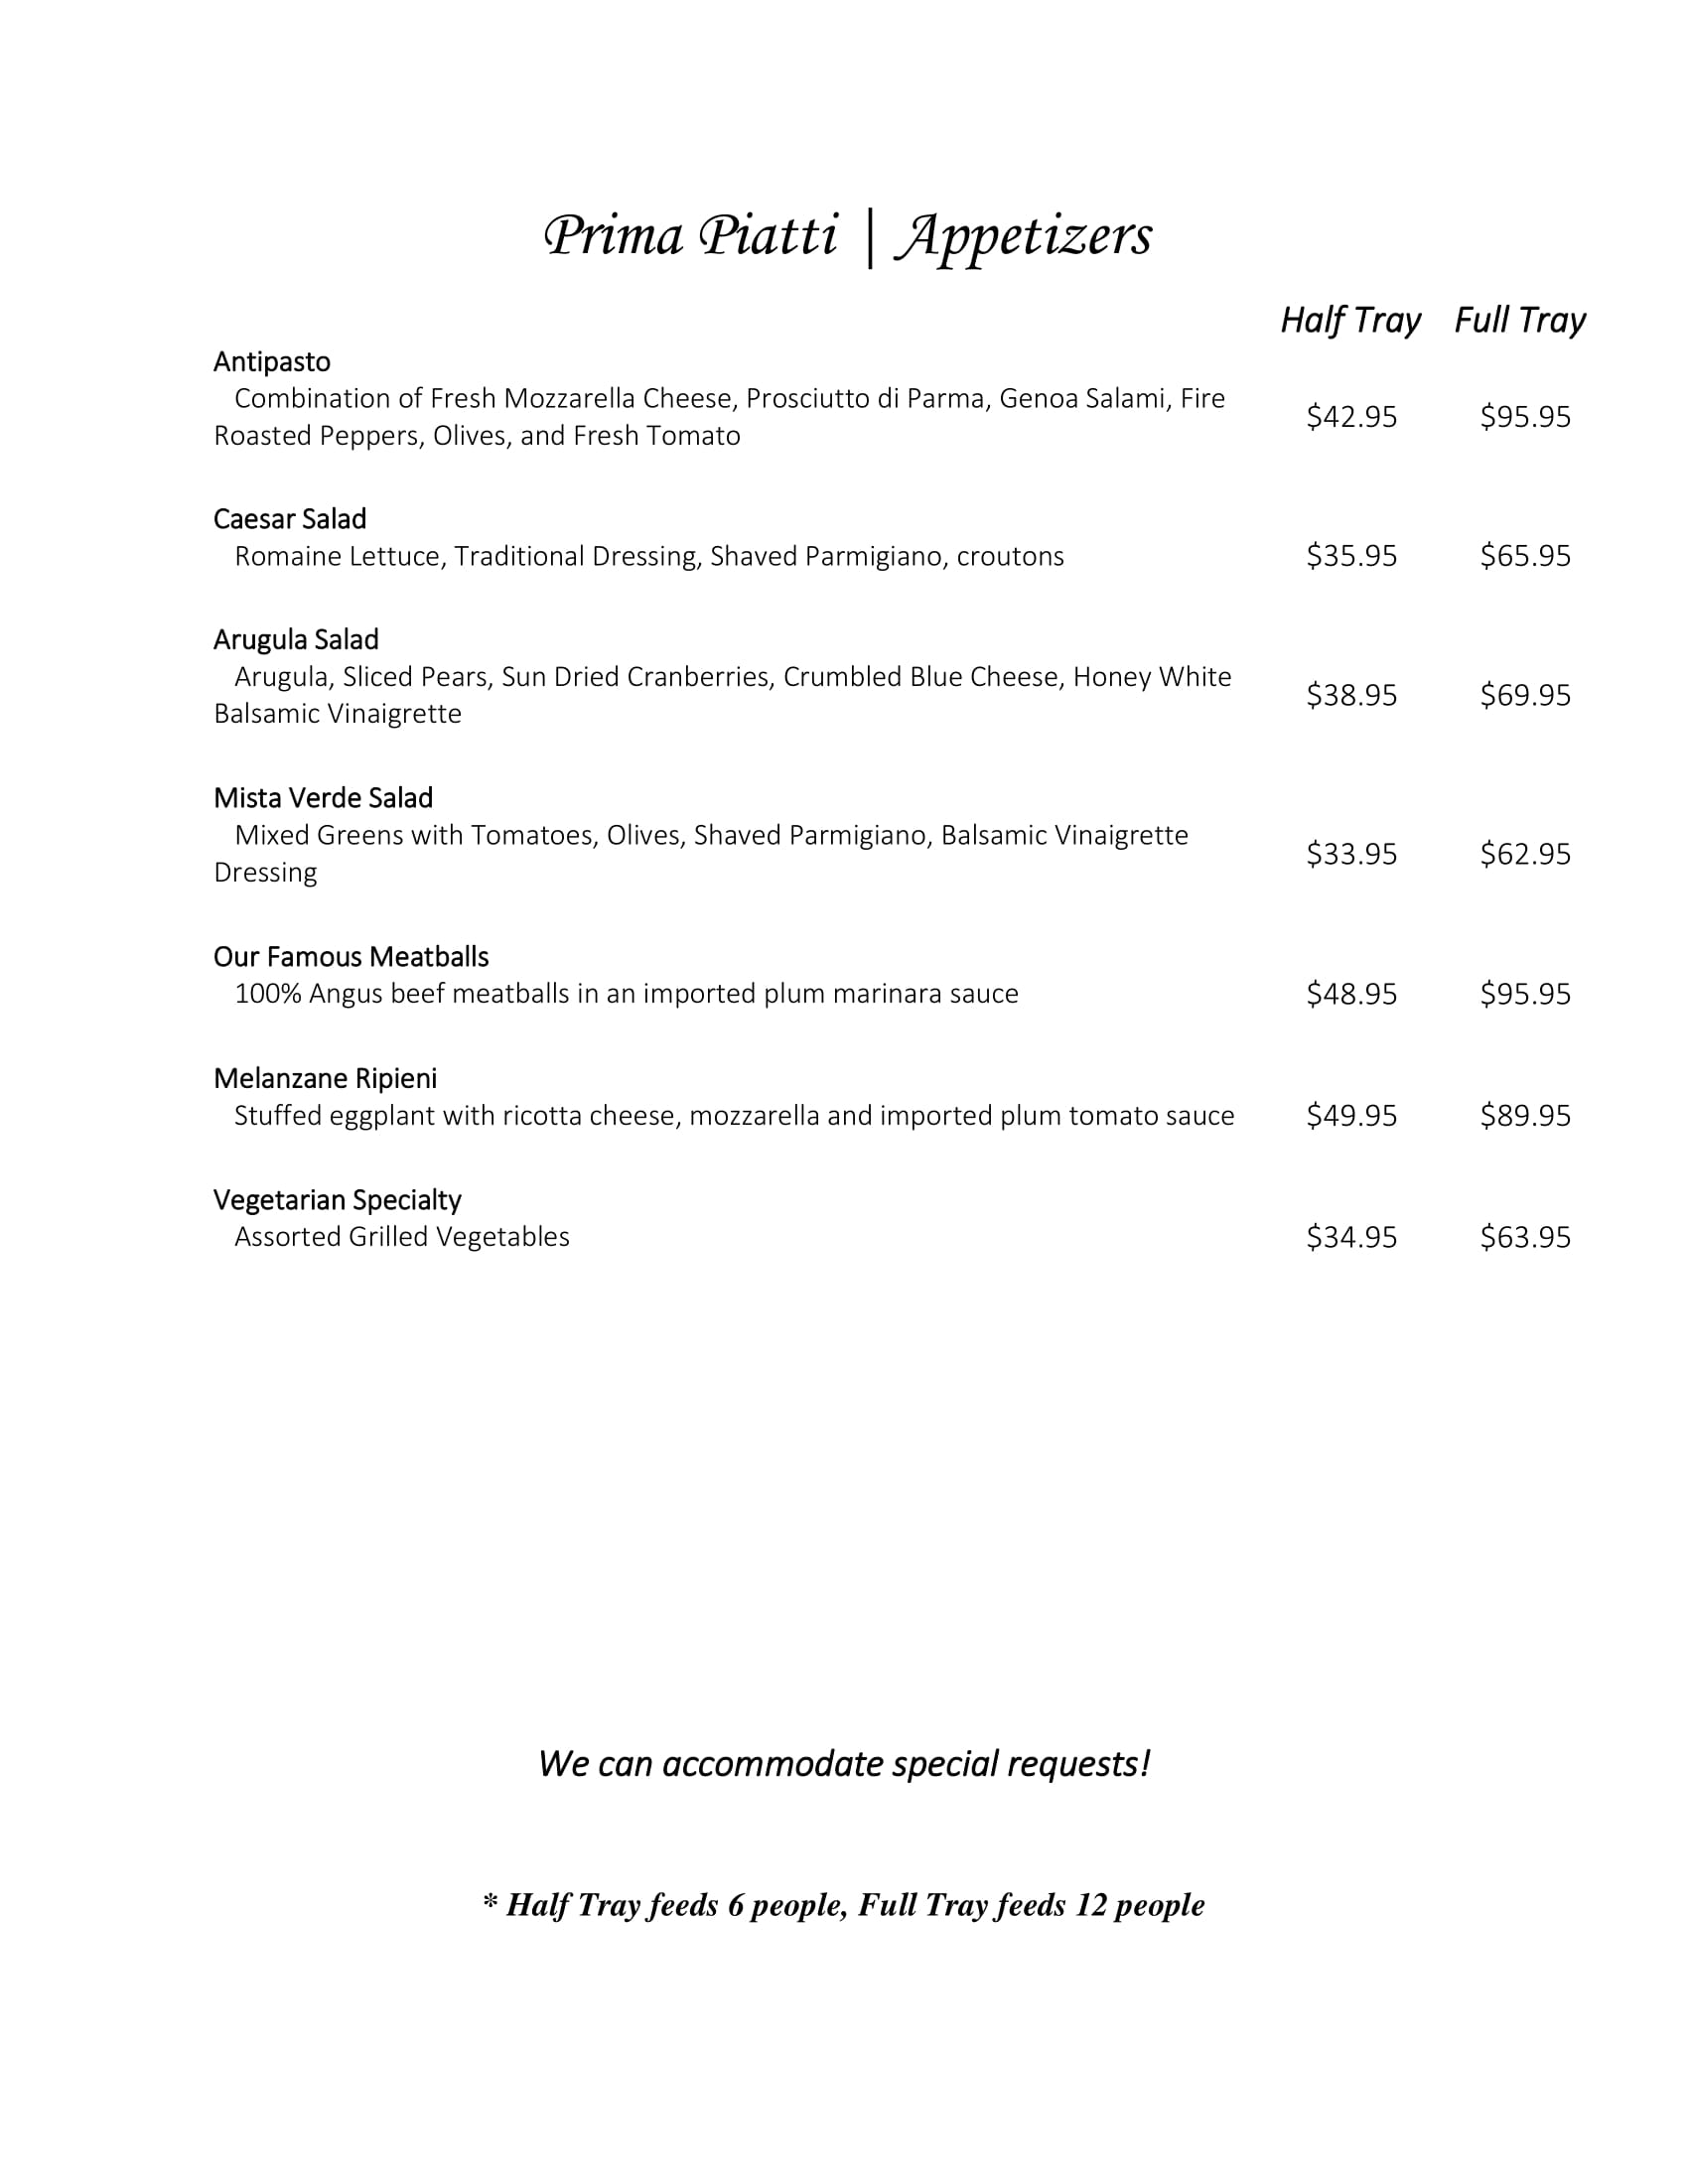 Prima Piatti | Appetizers
Half Tray Full Tray
Antipasto
Combination of Fresh Mozzarella Cheese, Prosciutto di Parma, Genoa Salami, Fire
Roasted Peppers, Olives, and Fresh Tomato
$42.95 $95.95
Caesar Salad
Romaine Lettuce, Traditional Dressing, Shaved Parmigiano, croutons $35.95 $65.95
Arugula Salad
Arugula, Sliced Pears, Sun Dried Cranberries, Crumbled Blue Cheese, Honey White
Balsamic Vinaigrette
$38.95 $69.95
Mista Verde Salad
Mixed Greens with Tomatoes, Olives, Shaved Parmigiano, Balsamic Vinaigrette
Dressing
$33.95 $62.95
Our Famous Meatballs
100% Angus beef meatballs in an imported plum marinara sauce $48.95 $95.95
Melanzane Ripieni
Stuffed eggplant with ricotta cheese, mozzarella and imported plum tomato sauce $49.95 $89.95
Vegetarian Specialty
Assorted Grilled Vegetables $34.95 $63.95
We can accommodate special requests!
* Half Tray feeds 6 people, Full Tray feeds 12 people